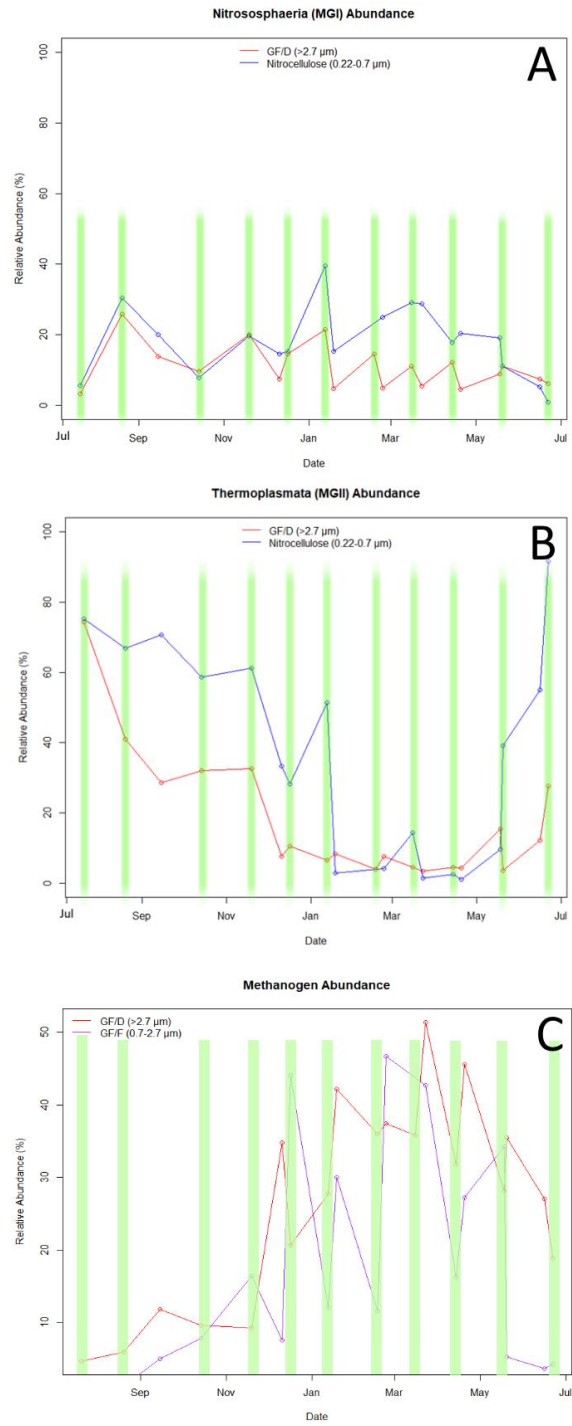 Nitrososphaeria (MGI) Abundance
A
GF/D (>2.7 µm)
Nitrocellulose (0.22-0.7 µm)
100
80
60
40
20
0
Relative Abundance (%)
Jul Sep Nov Jan Mar May Jul
Date
Thermoplasmata (MGII) Abundance
B
GF/D (>2.7 µm)
Nitrocellulose (0.22-0.7 µm)
100
80
60
40
20
0
Relative Abundance (%)
Jul Sep Nov Jan Mar May Jul
Date
Methanogen Abundance
C
GF/D (>2.7 µm)
GF/F (0.7-2.7 µm)
50
40
30
20
10
Relative Abundance (%)
Sep Nov Jan Mar May Jul
Date